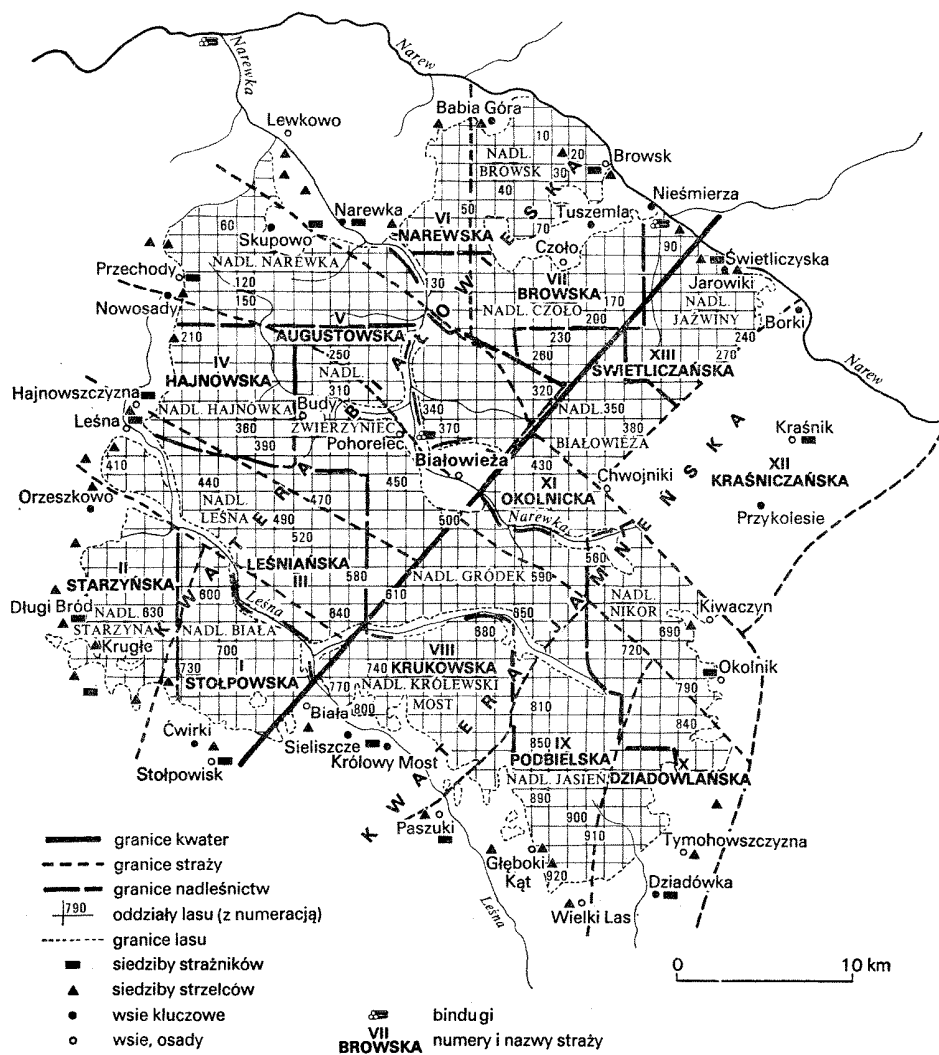 Narew
Narewka
Lewkowo
Babia Góra
10
NADL.
BROWSK
20
30
40
Browsk
50
Nieśmierza
60
Skupowo
Narewka
VI
NAREWSKA
Tuszemla
70
90
Czoło
Świetliczyska
Jarowiki
NADL. NAREWKA
Przechody
120
130
VII
BROWSKA
170
NADL.
JAŹWINY
Borki
150
NADL. CZOŁO
200
Nowosady
V
AUGUSTOWSKA
210
230
240
250
260
270
XIII
ŚWIETLICZAŃSKA
Narew
IV
HAJNOWSKA
NADL.
310
320
Hajnowszczyzna
NADL. HAJNÓWKA
Budy
340
NADL.
350
Leśna
360
ZWIERZYNIEC
370
380
Kraśnik
Pohorelec
BIAŁOWIEŻA
390
XII
KRAŚNICZAŃSKA
410
Białowieża
430
Chwojniki
440
450
XI
OKOLNICKA
Orzeszkowo
NADL.
LEŚNA
470
Przykolesie
490
500
Narewka
520
560
II
STARZYŃSKA
LEŚNIAŃSKA
III
580
NADL. GRÓDEK
590
600
Leśna
610
NADL.
NIKOR
Długi Bród
NADL.
630
640
650
Kiwaczyn
STARZYNA
NADL. BIAŁA
680
690
Krugłe
700
720
Okolnik
730
I
STOŁPOWSKA
740
VIII
KRUKOWSKA
770
NADL. KRÓLEWSKI
MOST
790
Biała
800
810
840
Ćwirki
Sieliszcze
Królowy Most
850
IX
PODBIELSKA
X
DZIADOWLAŃSKA
Stołpowisk
NADL. JASIEŃ
890
Paszuki
900
910
Tymohowszczyzna
Głęboki
Kąt
920
Dziadówka
Leśna
Wielki Las
KWATERA BIAŁOWIESKA
KWATERA JAMNIEŃSKA
granice kwater
granice straży
granice nadleśnictw
790 oddziały lasu (z numeracją)
granice lasu
siedziby strażników
siedziby strzelców
wsie kluczowe
wsie, osady
bindugi
VII
BROWSKA numery i nazwy straży
0 10 km